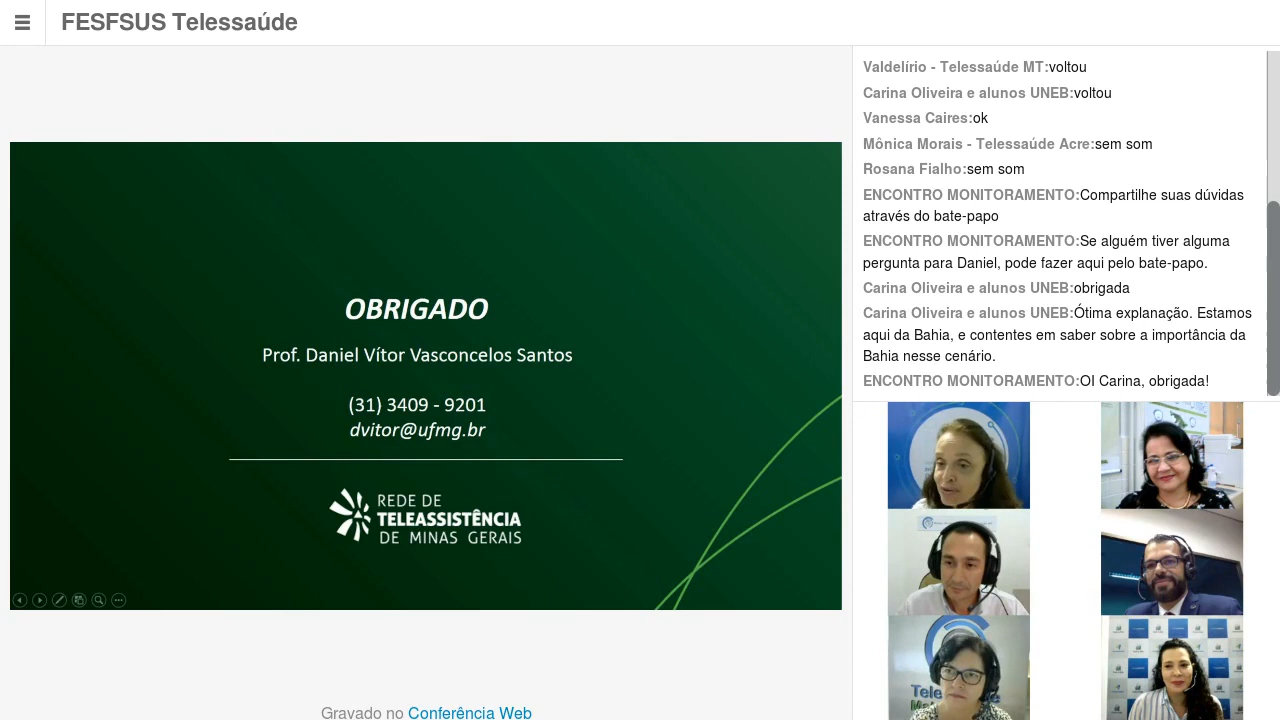 FESFSUS Telessaúde
OBRIGADO
Prof. Daniel Vítor Vasconcelos Santos
(31) 3409 - 9201
dvitor@ufmg.br
REDE DE
TELEASSISTÊNCIA
DE MINAS GERAIS
Gravado no Conferência Web
Valdelírio - Telessaúde MT:voltou
Carina Oliveira e alunos UNEB:voltou
Vanessa Caires:ok
Mônica Morais - Telessaúde Acre:sem som
Rosana Fialho:sem som
ENCONTRO MONITORAMENTO:Compartilhe suas dúvidas
através do bate-papo
ENCONTRO MONITORAMENTO:Se alguém tiver alguma
pergunta para Daniel, pode fazer aqui pelo bate-papo.
Carina Oliveira e alunos UNEB:obrigada
Carina Oliveira e alunos UNEB:Ótima explanação. Estamos
aqui da Bahia, e contentes em saber sobre a importância da
Bahia nesse cenário.
ENCONTRO MONITORAMENTO:OI Carina, obrigada!